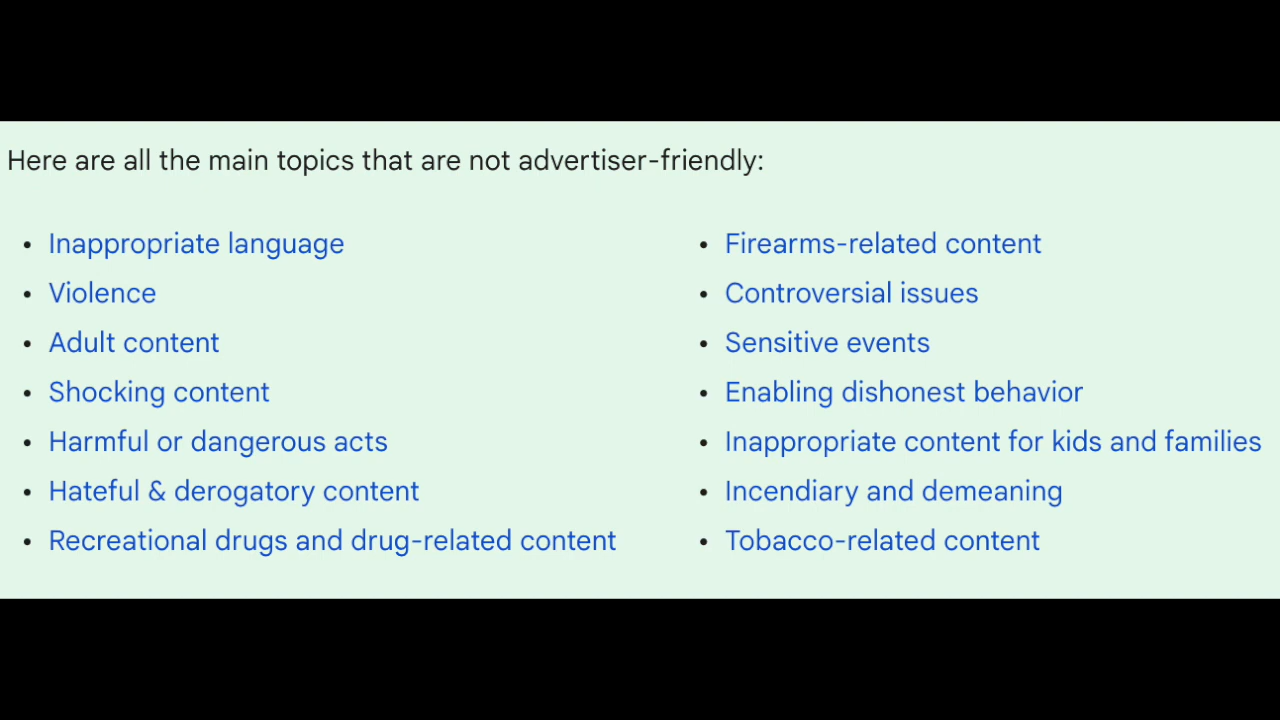 Here are all the main topics that are not advertiser-friendly:
• Inappropriate language
• Violence
• Adult content
• Shocking content
• Harmful or dangerous acts
• Hateful & derogatory content
• Recreational drugs and drug-related content
• Firearms-related content
• Controversial issues
• Sensitive events
• Enabling dishonest behavior
• Inappropriate content for kids and families
• Incendiary and demeaning
• Tobacco-related content